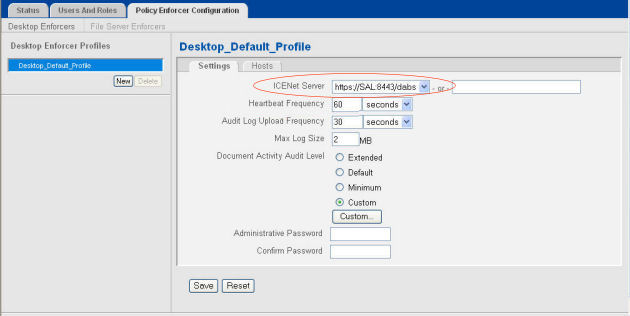 Status Users And Roles Policy Enforcer Configuration
Desktop Enforcers File Server Enforcers
Desktop Enforcer Profiles
Desktop_Default_Profile
New Delete
Desktop_Default_Profile
Settings Hosts
ICENet Server https://SAL:8443/dabs - or -
Heartbeat Frequency 60 seconds
Audit Log Upload Frequency 30 seconds
Max Log Size 2 MB
Document Activity Audit Level Extended
Default
Minimum
Custom
Custom...
Administrative Password
Confirm Password
Save Reset